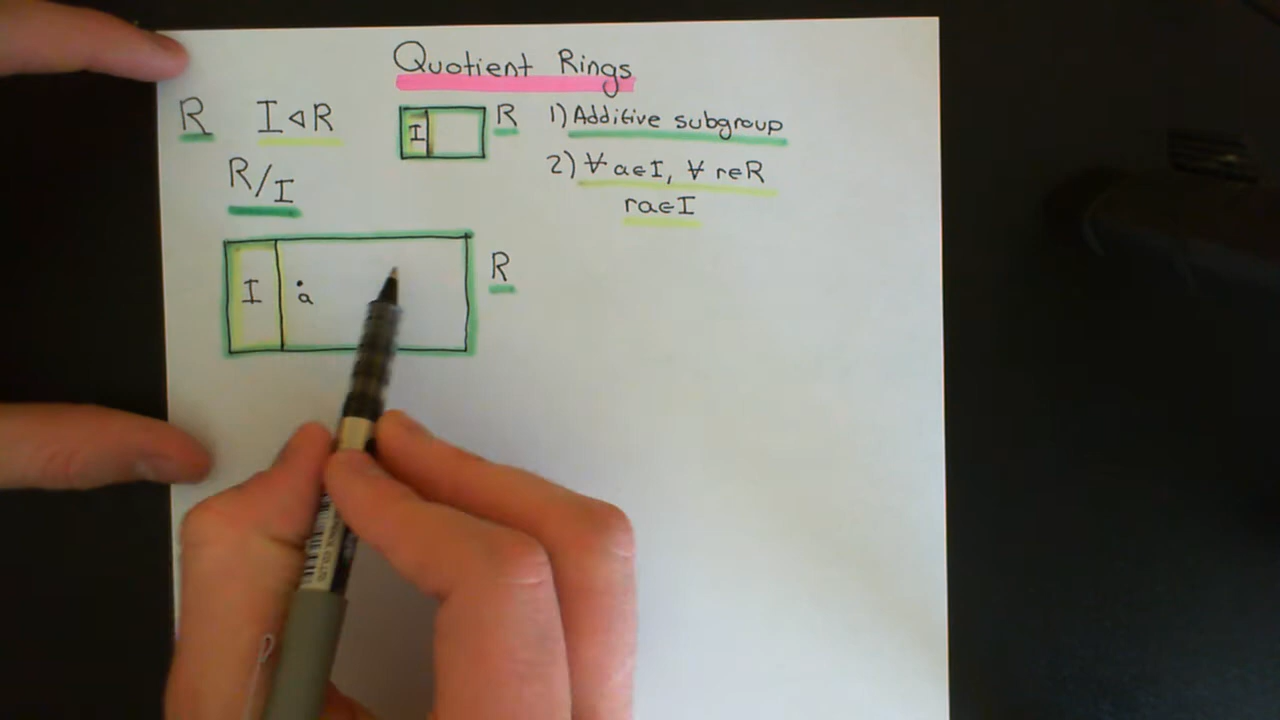 Quotient Rings
R I ⊲ R
I R
1) Additive subgroup
2) ∀ a∈I, ∀ r∈R
ra∈I
R/I
I a R